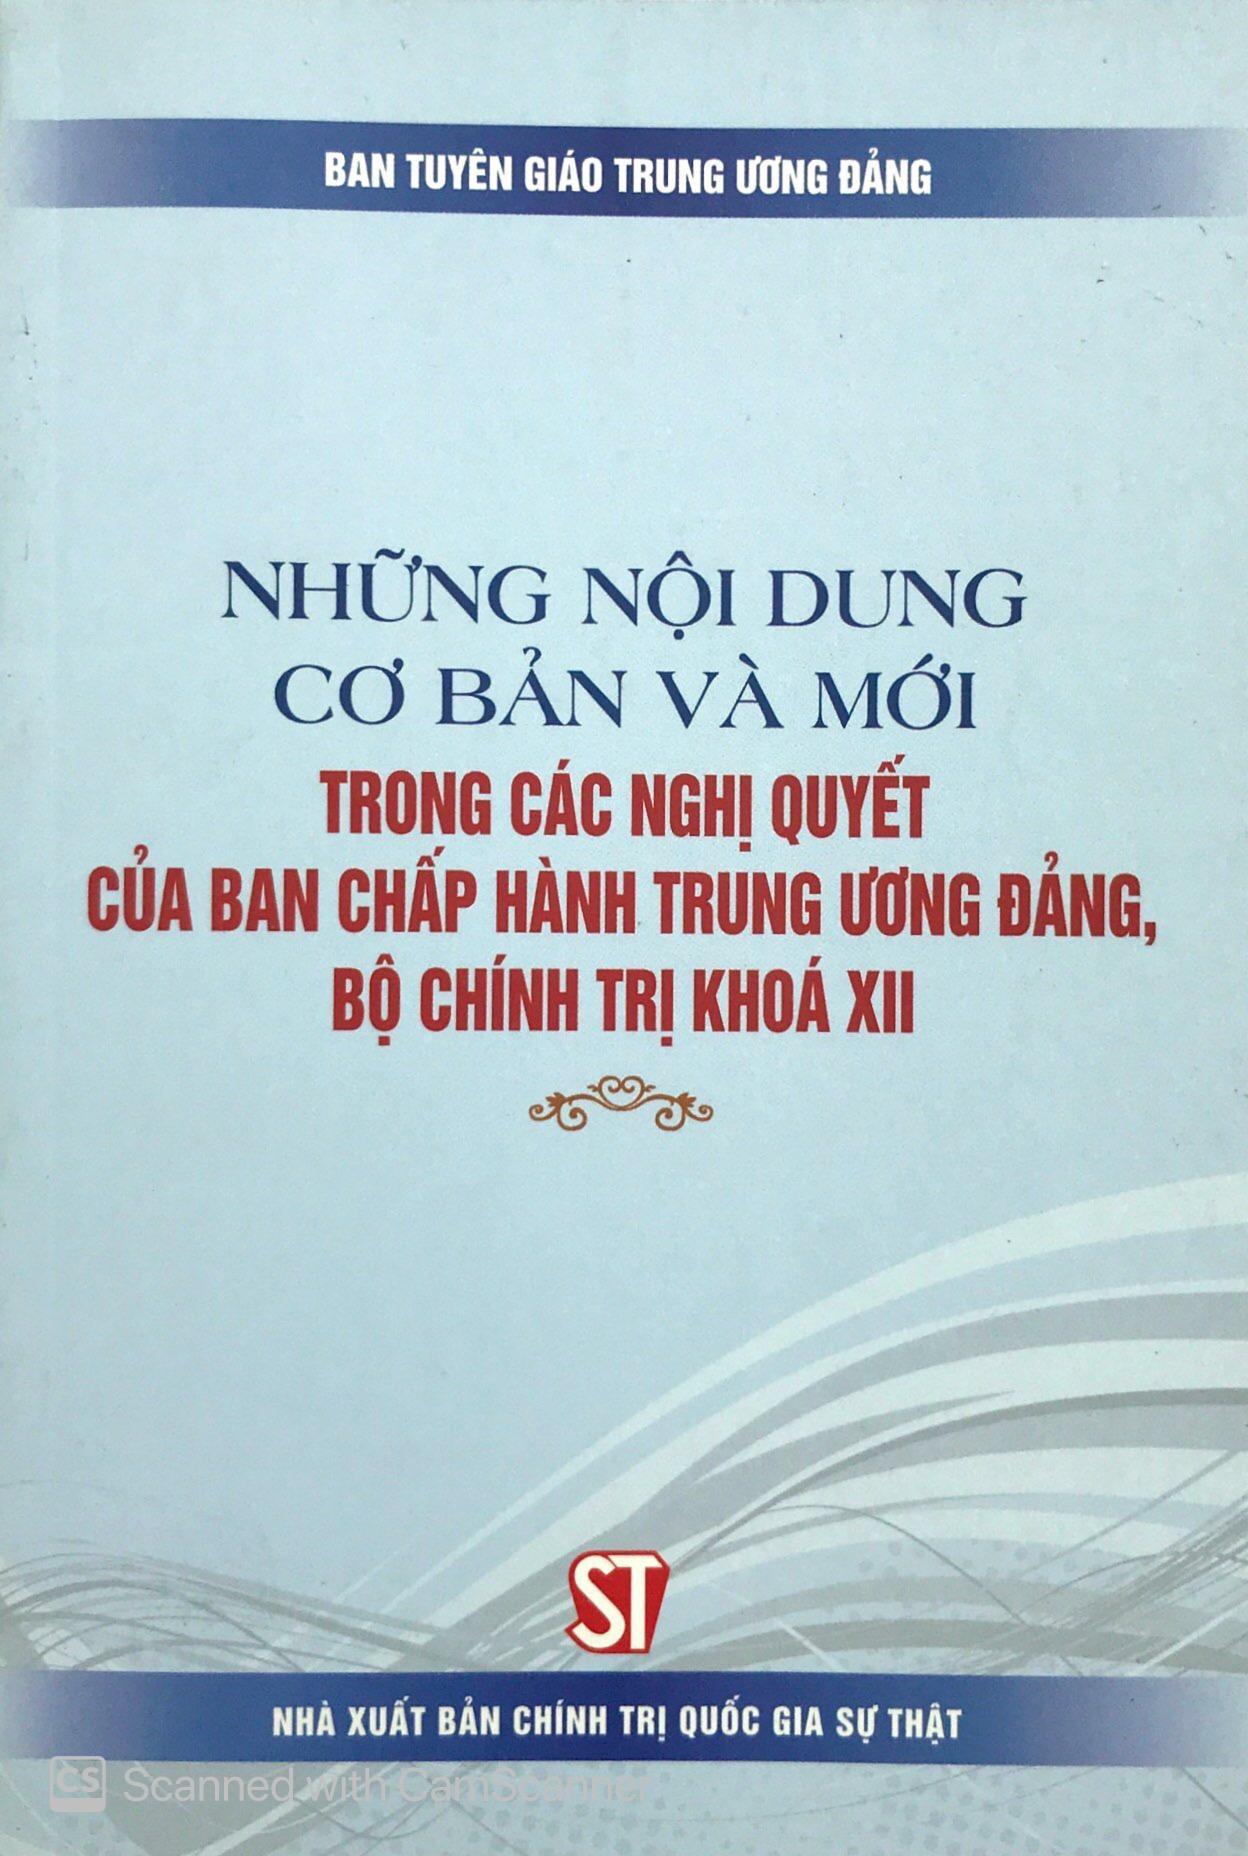 BAN TUYÊN GIÁO TRUNG ƯƠNG ĐẢNG
NHỮNG NỘI DUNG
CƠ BẢN VÀ MỚI
TRONG CÁC NGHỊ QUYẾT
CỦA BAN CHẤP HÀNH TRUNG ƯƠNG ĐẢNG,
BỘ CHÍNH TRỊ KHOÁ XII
ST
NHÀ XUẤT BẢN CHÍNH TRỊ QUỐC GIA SỰ THẬT
CS Scanned with CamScanner